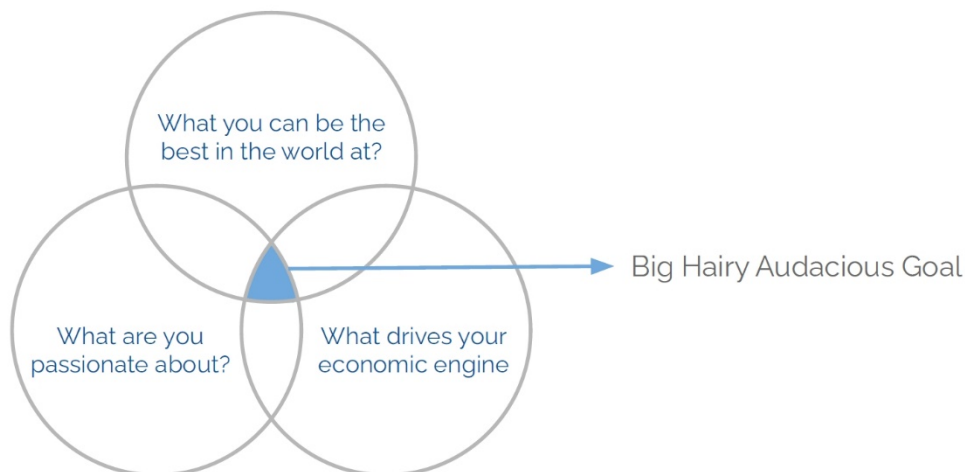 What you can be the
best in the world at?
Big Hairy Audacious Goal
What are you
passionate about?
What drives your
economic engine